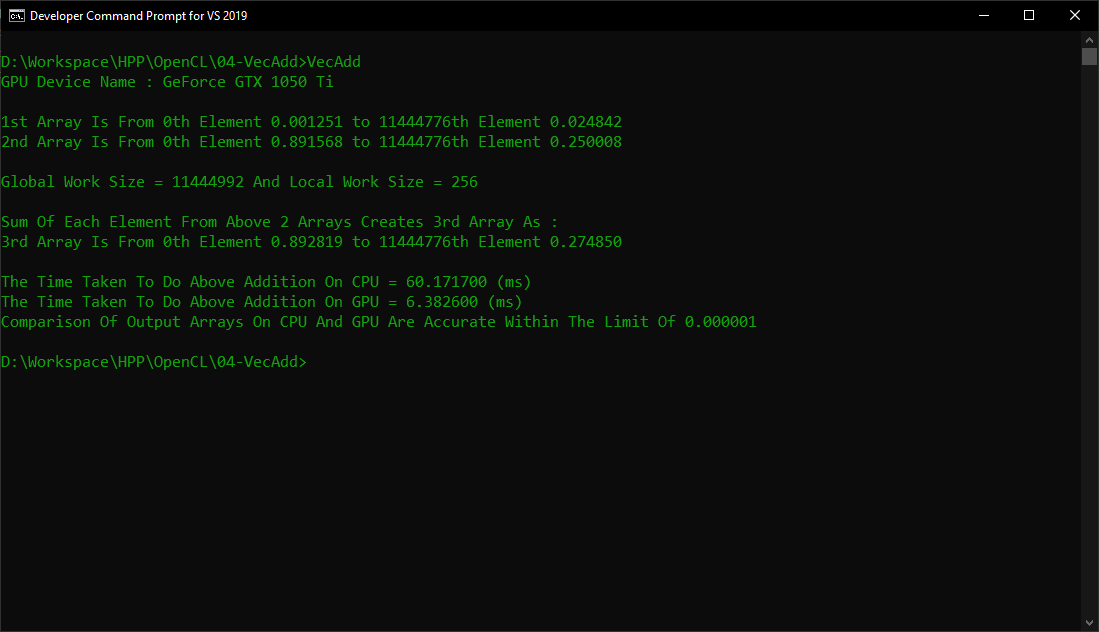 Developer Command Prompt for VS 2019
D:\Workspace\HPP\OpenCL\04-VecAdd>VecAdd
GPU Device Name : GeForce GTX 1050 Ti
1st Array Is From 0th Element 0.001251 to 11444776th Element 0.024842
2nd Array Is From 0th Element 0.891568 to 11444776th Element 0.250008
Global Work Size = 11444992 And Local Work Size = 256
Sum Of Each Element From Above 2 Arrays Creates 3rd Array As :
3rd Array Is From 0th Element 0.892819 to 11444776th Element 0.274850
The Time Taken To Do Above Addition On CPU = 60.171700 (ms)
The Time Taken To Do Above Addition On GPU = 6.382600 (ms)
Comparison Of Output Arrays On CPU And GPU Are Accurate Within The Limit Of 0.000001
D:\Workspace\HPP\OpenCL\04-VecAdd>